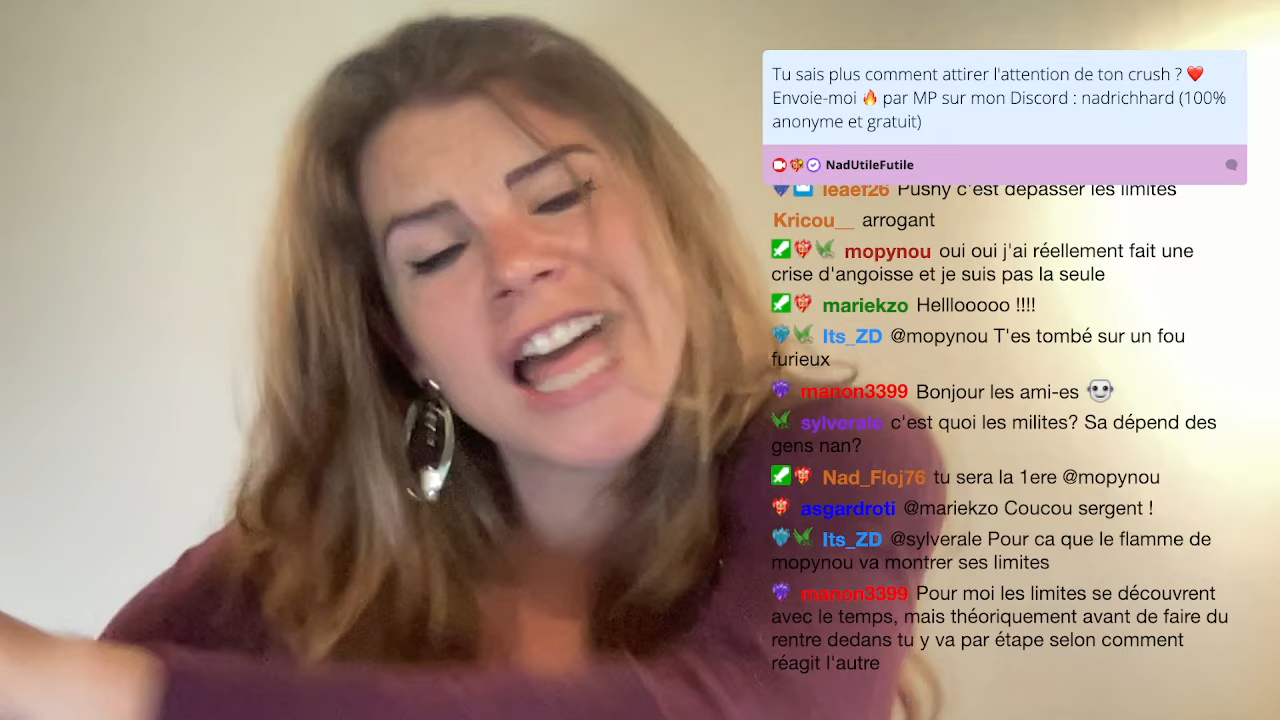 Tu sais plus comment attirer l'attention de ton crush ? ❤️
Envoie-moi 🔥 par MP sur mon Discord : nadrichhard (100%
anonyme et gratuit)
NadUtileFutile
leaef26 Pushy c'est dépasser les limites
Kricou__ arrogant
mopynou oui oui j'ai réellement fait une
crise d'angoisse et je suis pas la seule
mariekzo Hellloooooo !!!!
Its_ZD @mopynou T'es tombé sur un fou
furieux
manon3399 Bonjour les ami-es
sylverale c'est quoi les milites? Sa dépend des
gens nan?
Nad_Floj76 tu sera la 1ere @mopynou
asgardroti @mariekzo Coucou sergent !
Its_ZD @sylverale Pour ca que le flamme de
mopynou va montrer ses limites
manon3399 Pour moi les limites se découvrent
avec le temps, mais théoriquement avant de faire du
rentre dedans tu y va par étape selon comment
réagit l'autre